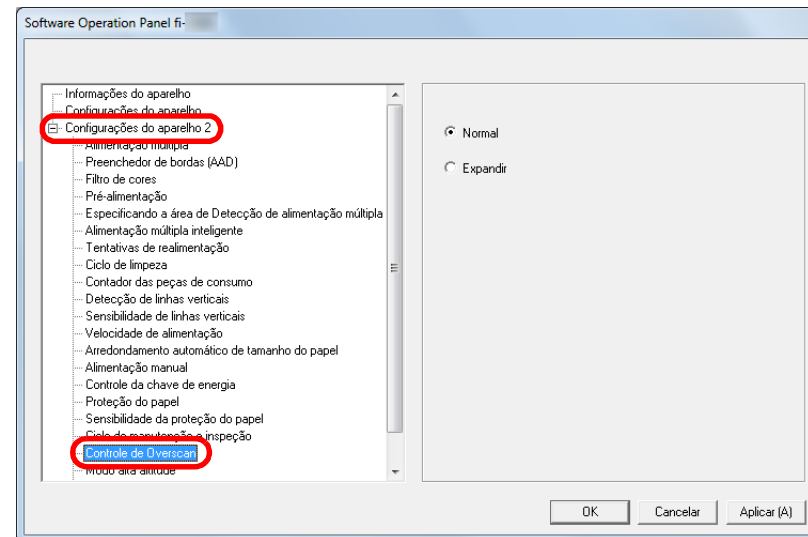 Software Operation Panel fi-
Informações do aparelho
Configurações do aparelho
Configurações do aparelho 2
Alimentação múltipla
Preenchedor de bordas (AAD)
Filtro de cores
Pré-alimentação
Especificando a área de Detecção de alimentação múltipla
Alimentação múltipla inteligente
Tentativas de realimentação
Ciclo de limpeza
Contador das peças de consumo
Detecção de linhas verticais
Sensibilidade de linhas verticais
Velocidade de alimentação
Arredondamento automático de tamanho do papel
Alimentação manual
Controle da chave de energia
Proteção do papel
Sensibilidade da proteção do papel
Ciclo de manutenção e inspeção
Controle de Overscan
Modo alta altitude
Normal
Expandir
OK Cancelar Aplicar (A)